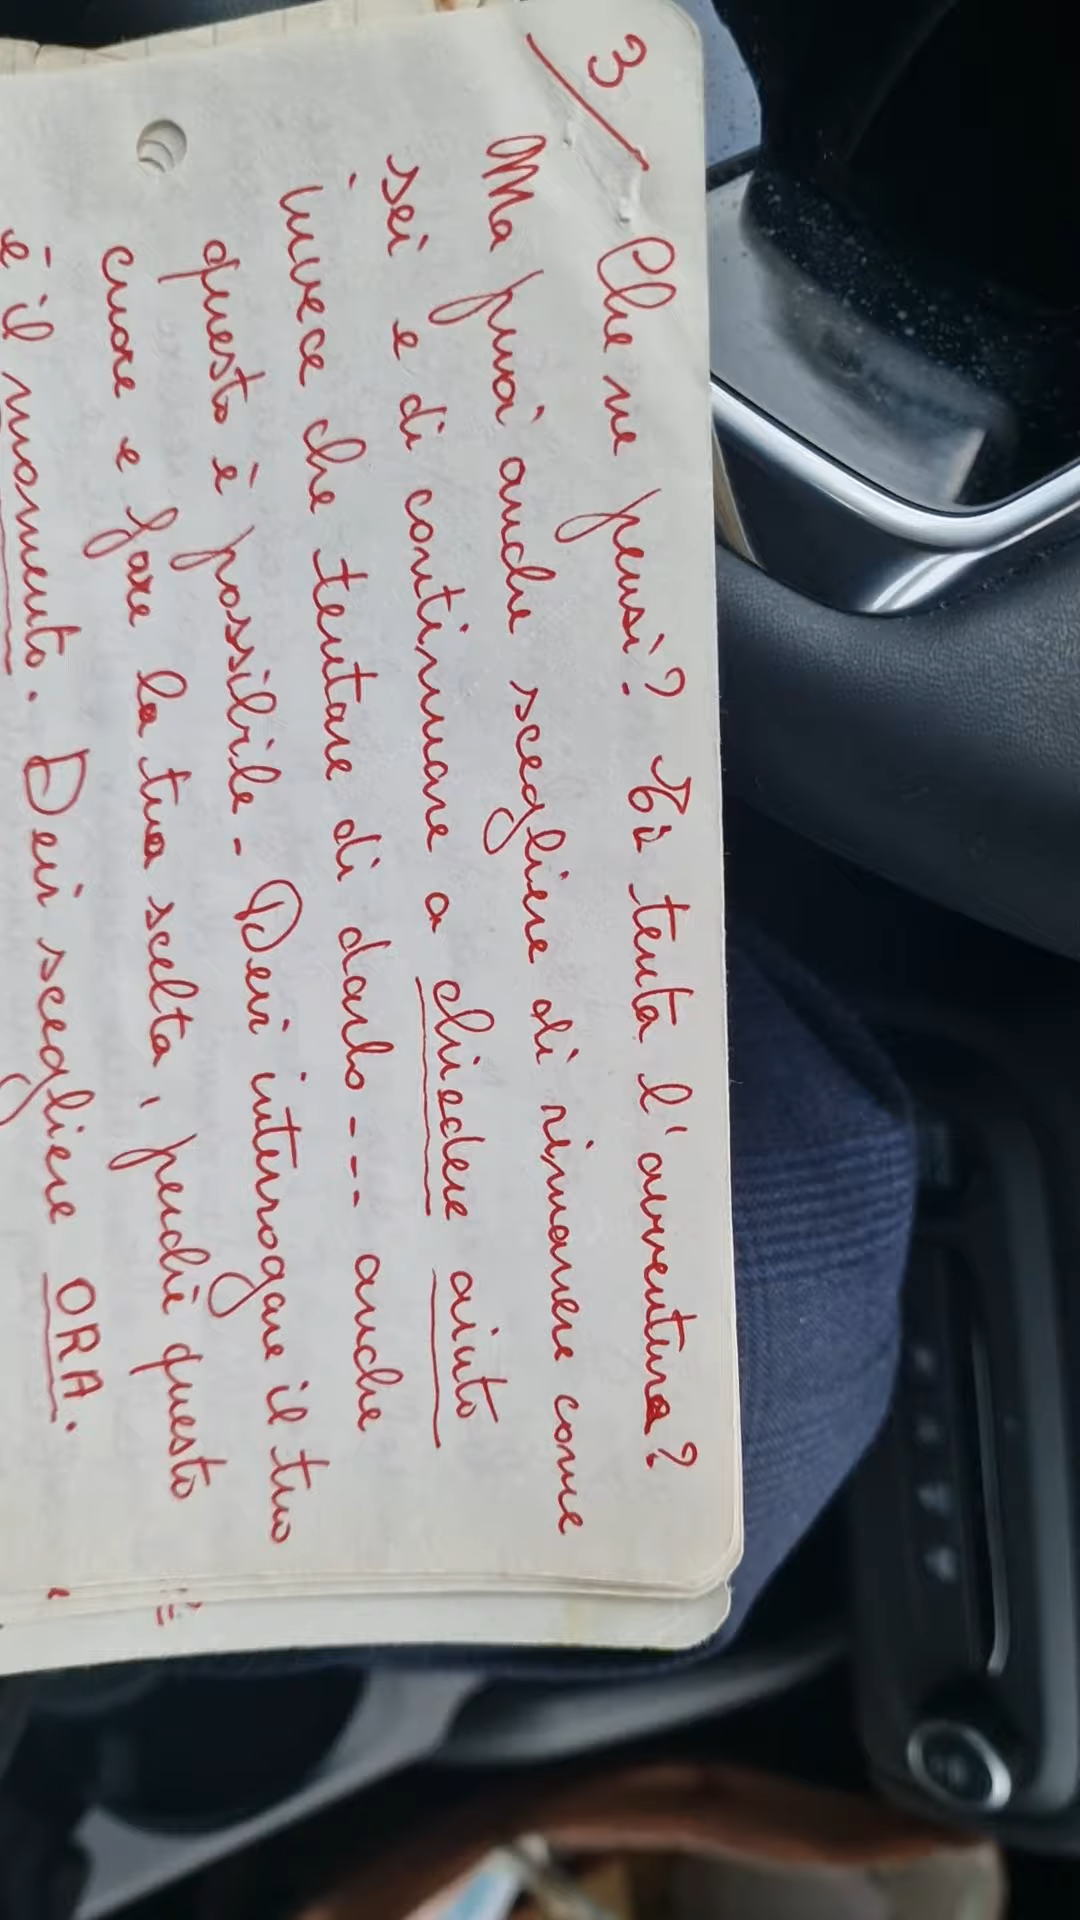 3/ Che ne pensi? Ti tenta l'avventura?
Ma puoi anche scegliere di rimanere come
sei e di continuare a chiedere aiuto
invece che tentare di darlo---- anche
questo è possibile - Devi interrogare il tuo
cuore e fare la tua scelta, perchè questo
è il momento. Devi scegliere ORA.